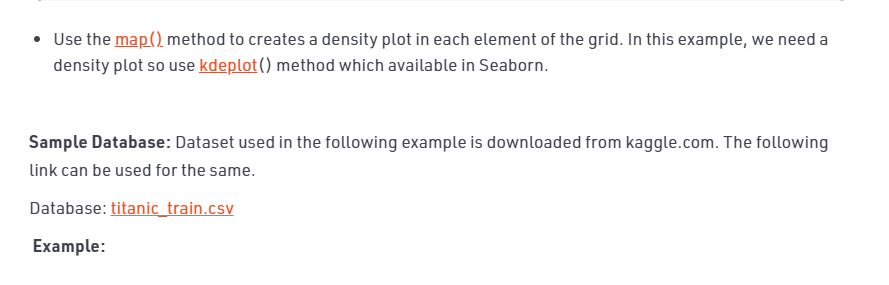 • Use the map() method to creates a density plot in each element of the grid. In this example, we need a
density plot so use kdeplot() method which available in Seaborn.
Sample Database: Dataset used in the following example is downloaded from kaggle.com. The following
link can be used for the same.
Database: titanic_train.csv
Example: